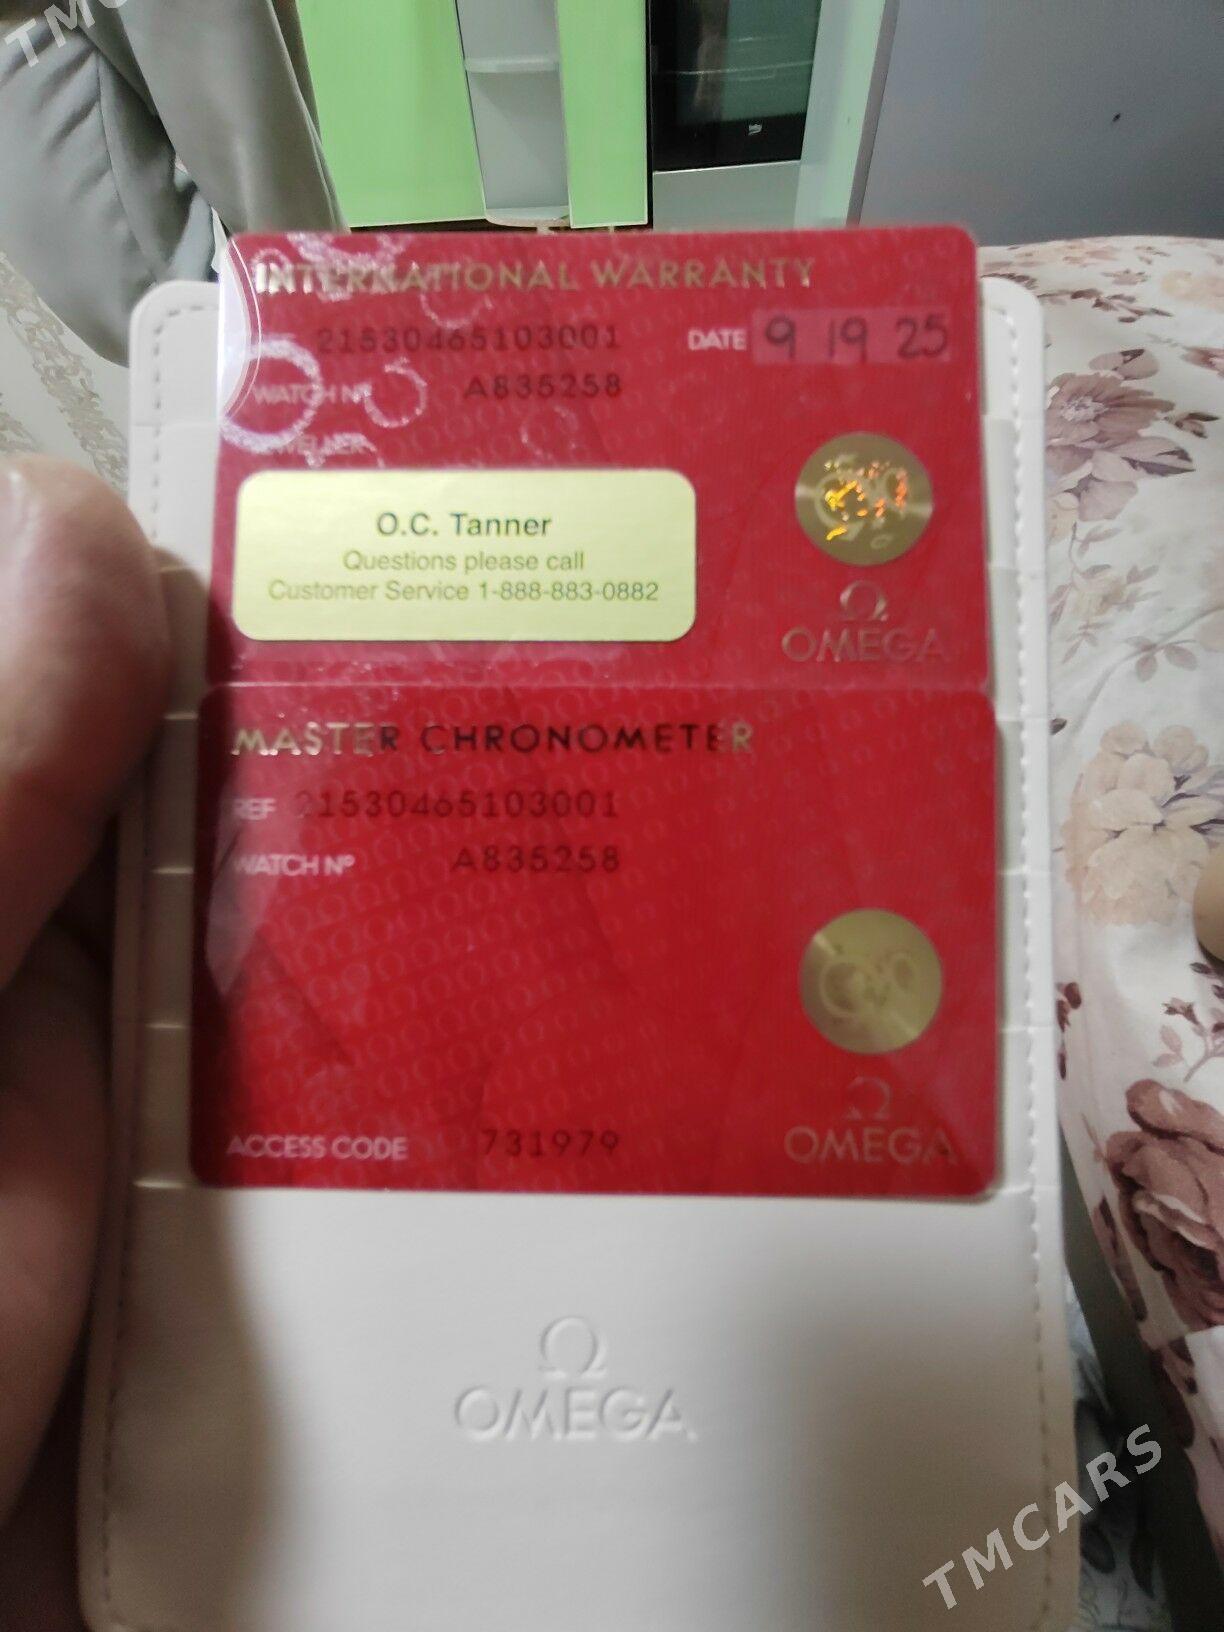 INTERNATIONAL WARRANTY
21530465103001
DATE 9 19 25
WATCH Nº A835258
JEWELLER
O.C. Tanner
Questions please call
Customer Service 1-888-883-0882
Ω
OMEGA
MASTER CHRONOMETER
REF 21530465103001
WATCH Nº A835258
Ω
OMEGA
ACCESS CODE 731979
Ω
OMEGA
TMCARS